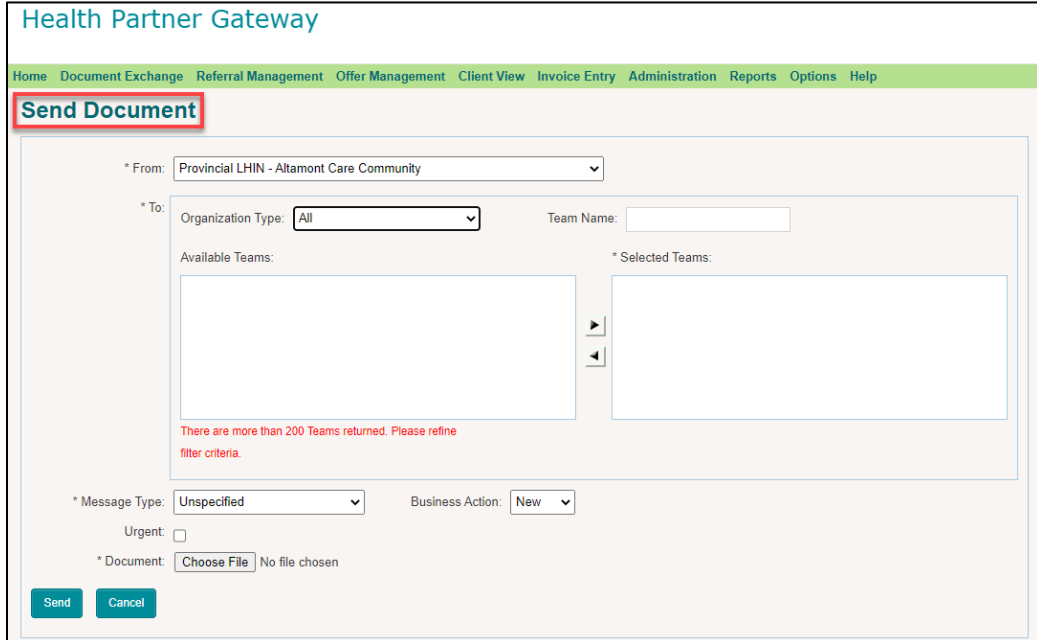 Health Partner Gateway
Home Document Exchange Referral Management Offer Management Client View Invoice Entry Administration Reports Options Help
Send Document
* From: Provincial LHIN - Altamont Care Community
* To:
Organization Type: All Team Name:
Available Teams: * Selected Teams:
There are more than 200 Teams returned. Please refine
filter criteria.
* Message Type: Unspecified Business Action: New
Urgent:
* Document: Choose File No file chosen
Send Cancel